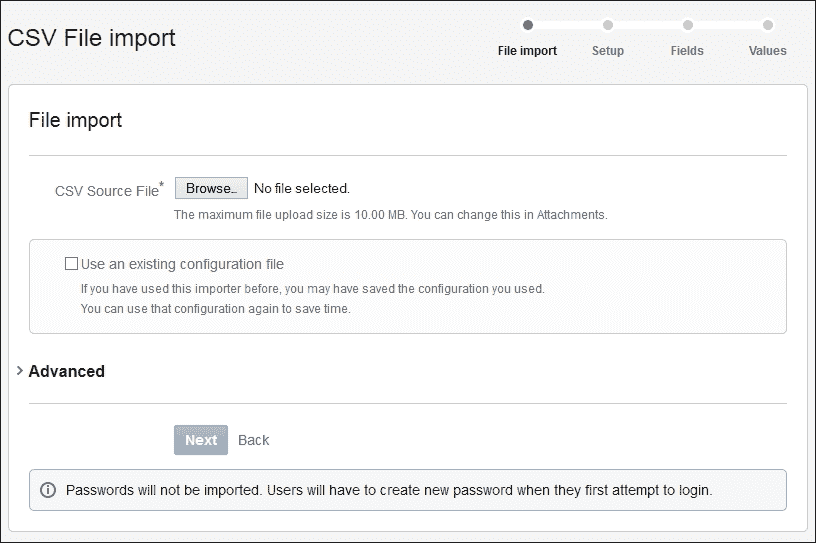 CSV File import
File import
Setup
Fields
Values
File import
CSV Source File*
Browse... No file selected.
The maximum file upload size is 10.00 MB. You can change this in Attachments.
Use an existing configuration file
If you have used this importer before, you may have saved the configuration you used.
You can use that configuration again to save time.
Advanced
Next Back
Passwords will not be imported. Users will have to create new password when they first attempt to login.